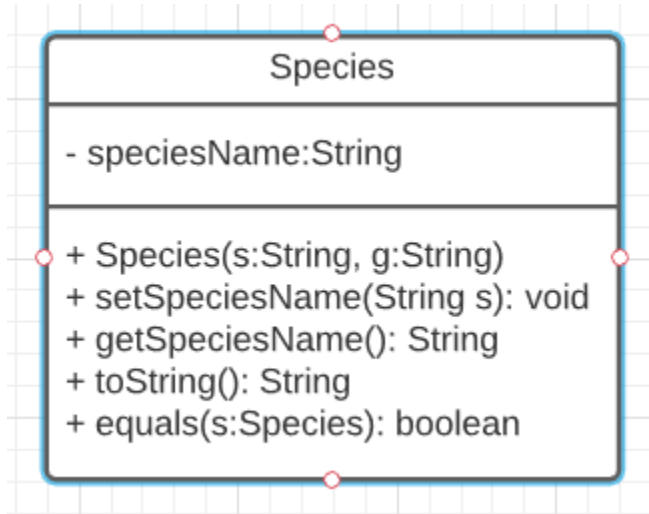 Species
- speciesName:String
+ Species(s:String, g:String)
+ setSpeciesName(String s): void
+ getSpeciesName(): String
+ toString(): String
+ equals(s:Species): boolean